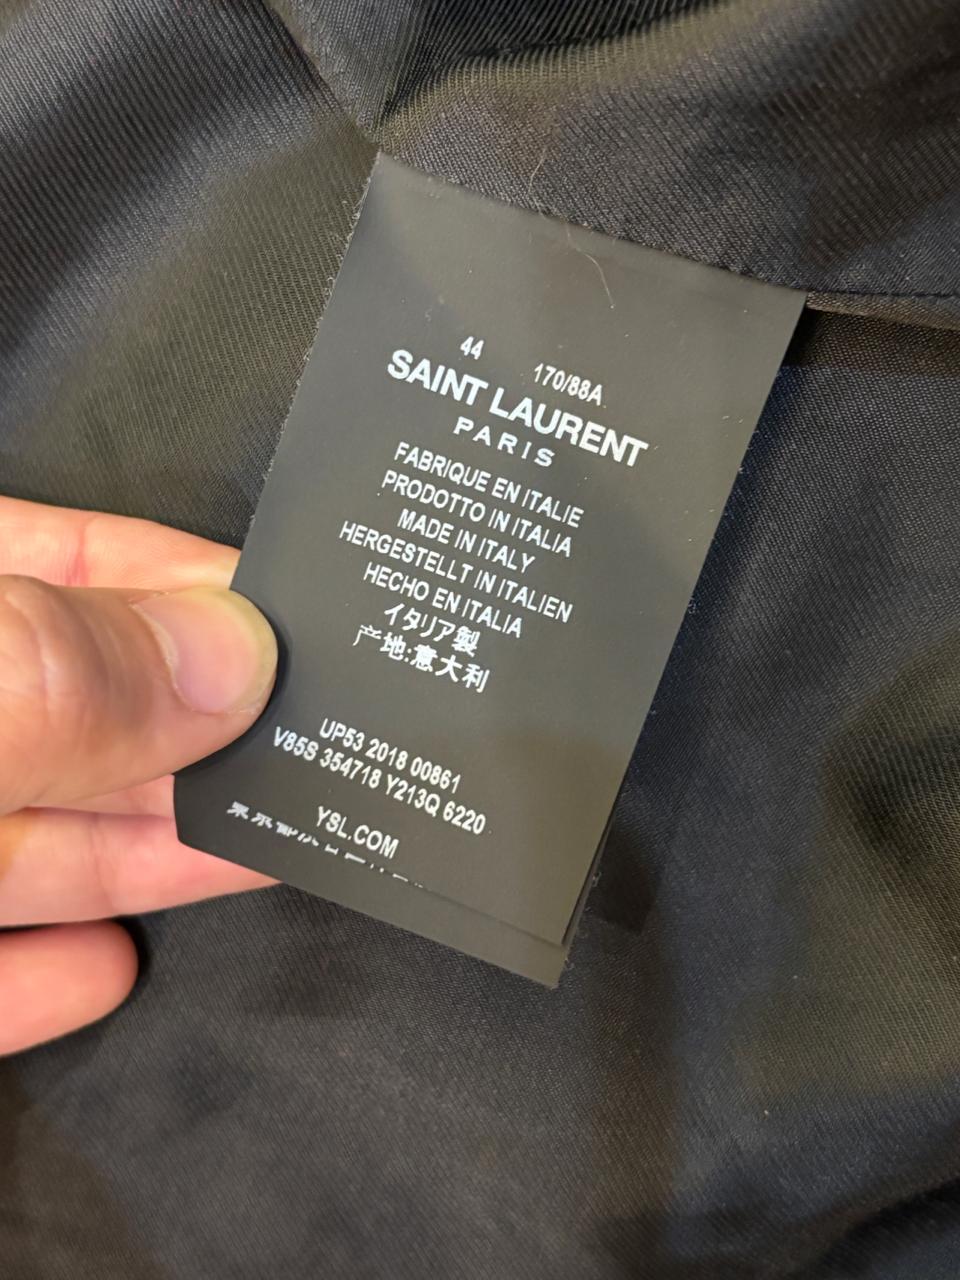 44 170/88A
SAINT LAURENT
PARIS
FABRIQUE EN ITALIE
PRODOTTO IN ITALIA
MADE IN ITALY
HERGESTELLT IN ITALIEN
HECHO EN ITALIA
イタリア製
产地:意大利
UP53 2018 00861
V85S 354718 Y213Q 6220
YSL.COM